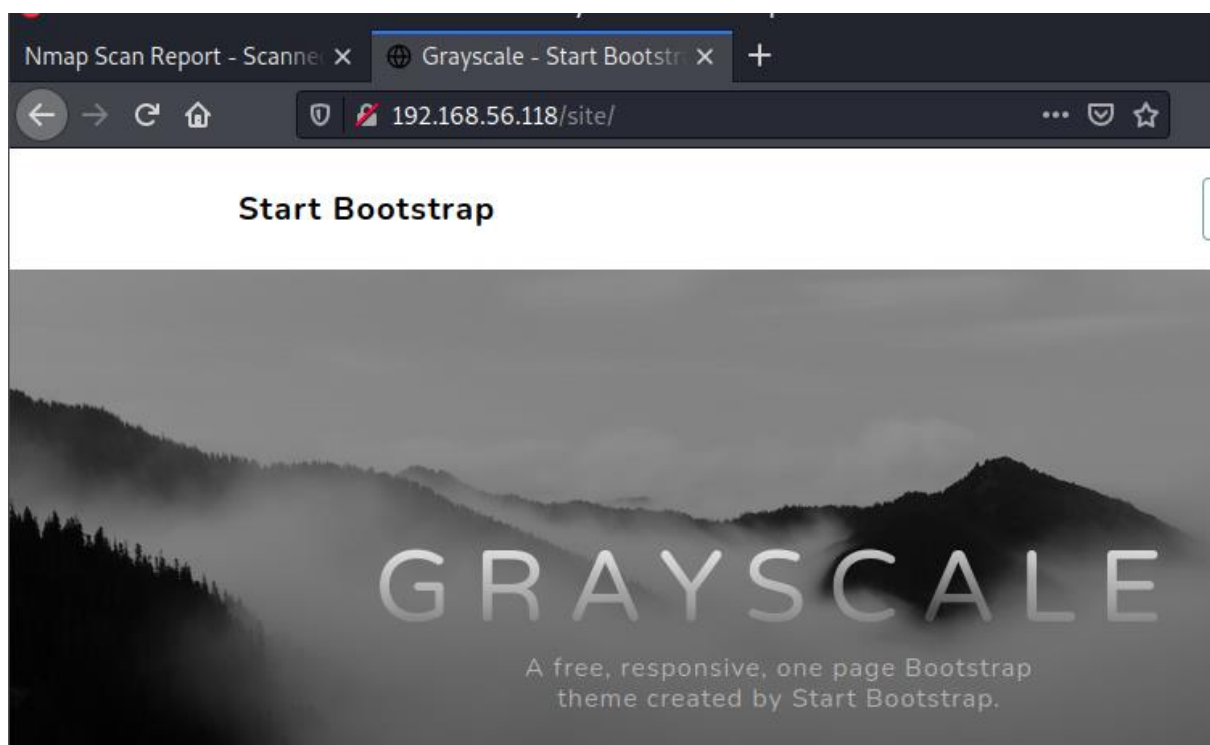 Nmap Scan Report - Scanne
Grayscale - Start Bootstr
192.168.56.118/site/
Start Bootstrap
GRAYSCALE
A free, responsive, one page Bootstrap
theme created by Start Bootstrap.